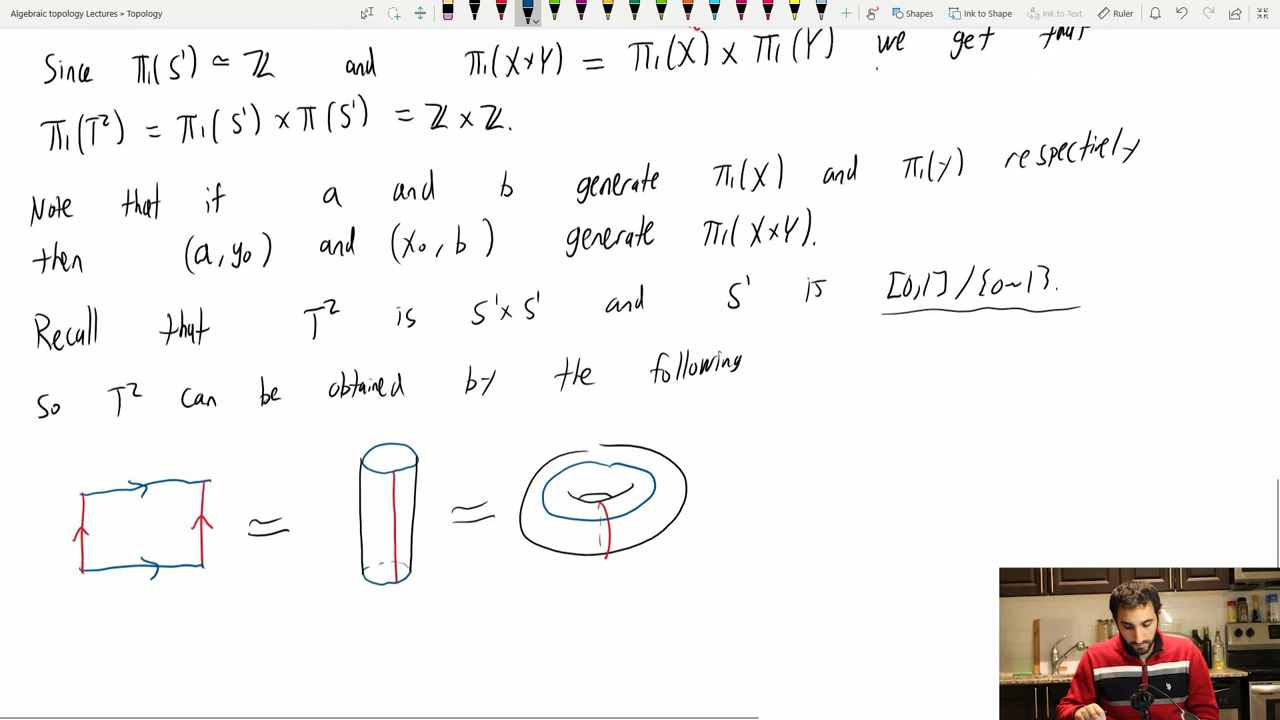 Algebraic topology Lectures » Topology
Shapes
Ink to Shape
Ink to Text
Ruler
Since π₁(S¹) ≃ ℤ and π₁(X×Y) = π₁(X) × π₁(Y) we get that
π₁(T²) = π₁(S¹) × π(S¹) = ℤ × ℤ.
Note that if a and b generate π₁(X) and π₁(y) respectiely
then (a, y₀) and (x₀, b) generate π₁(X×Y).
Recall that T² is S¹×S¹ and S¹ is [0,1]/{0~1}.
So T² can be obtained by the following
≃ ≃